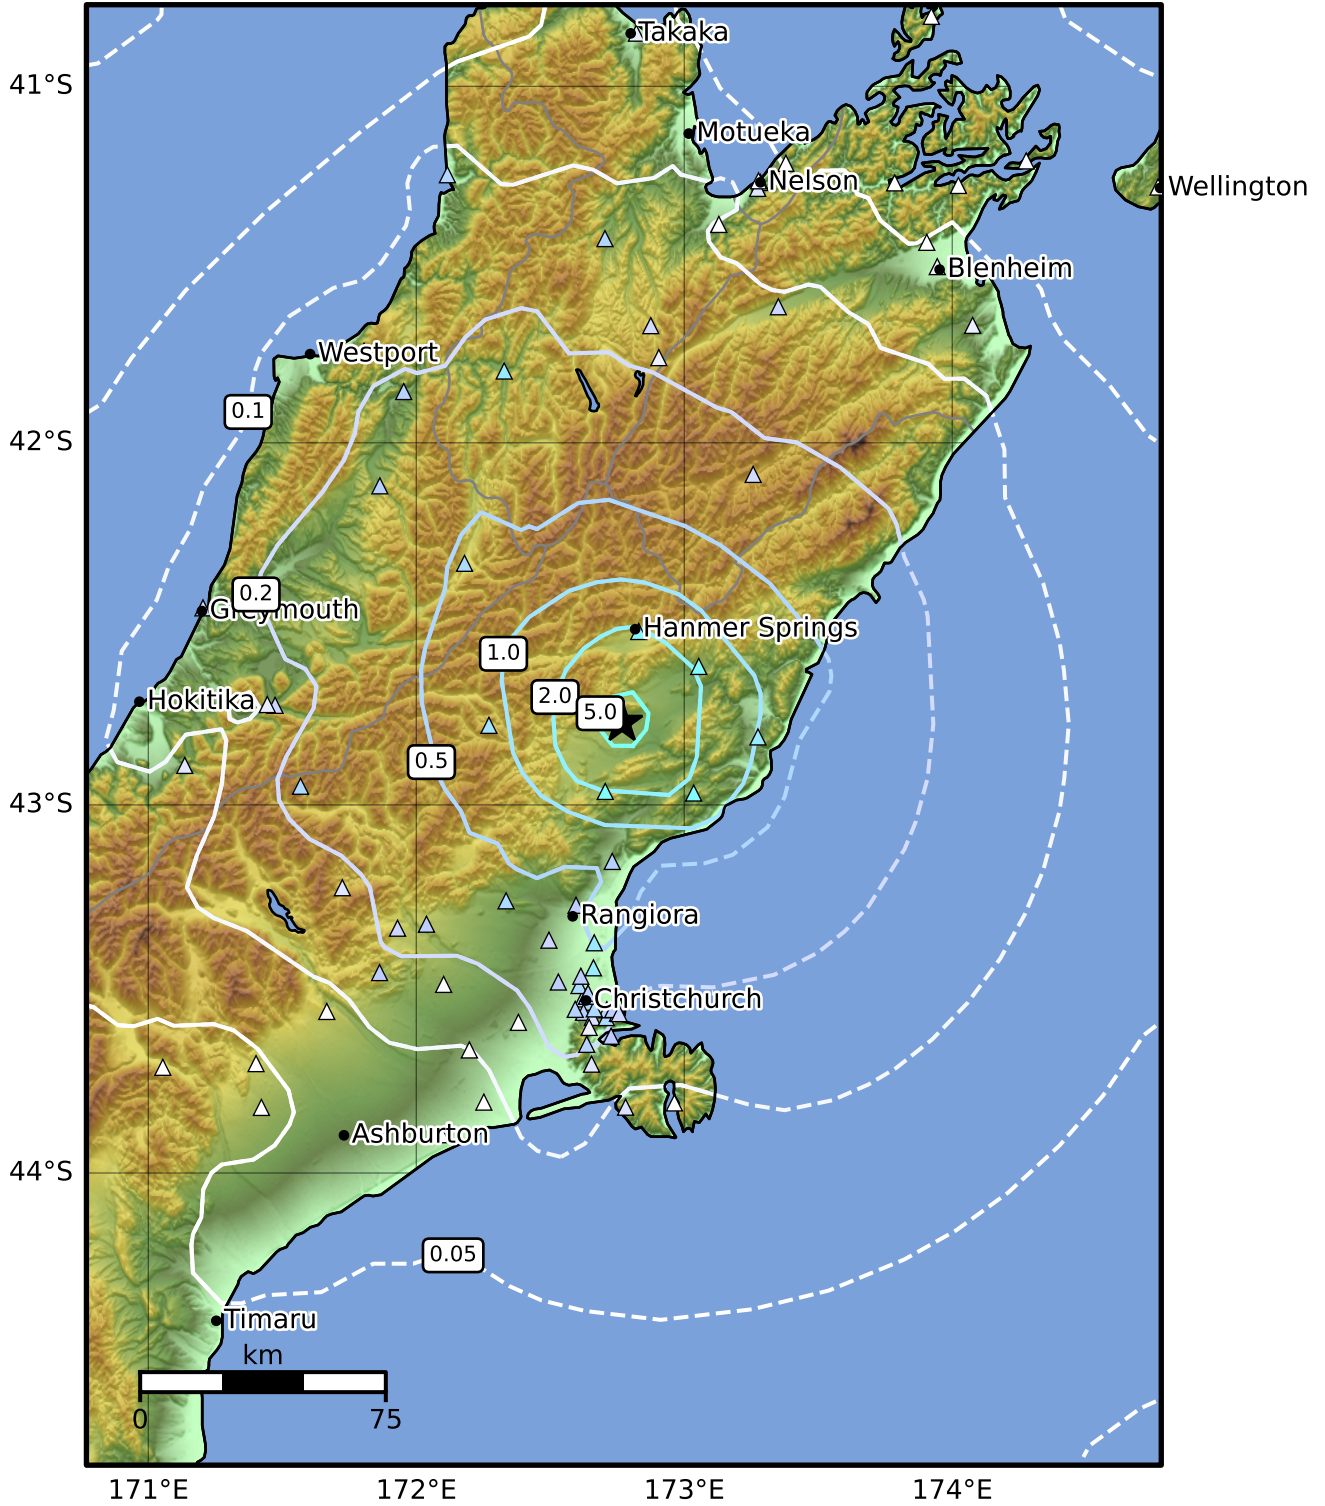 Takaka
41°S
Motueka
Nelson
Wellington
Blenheim
Westport
0.1
42°S
0.2
Greymouth
Hanmer Springs
1.0
2.0
Hokitika
5.0
0.5
43°S
Rangiora
Christchurch
Ashburton
44°S
0.05
Timaru
km
0
75
171°E
172°E
173°E
174°E